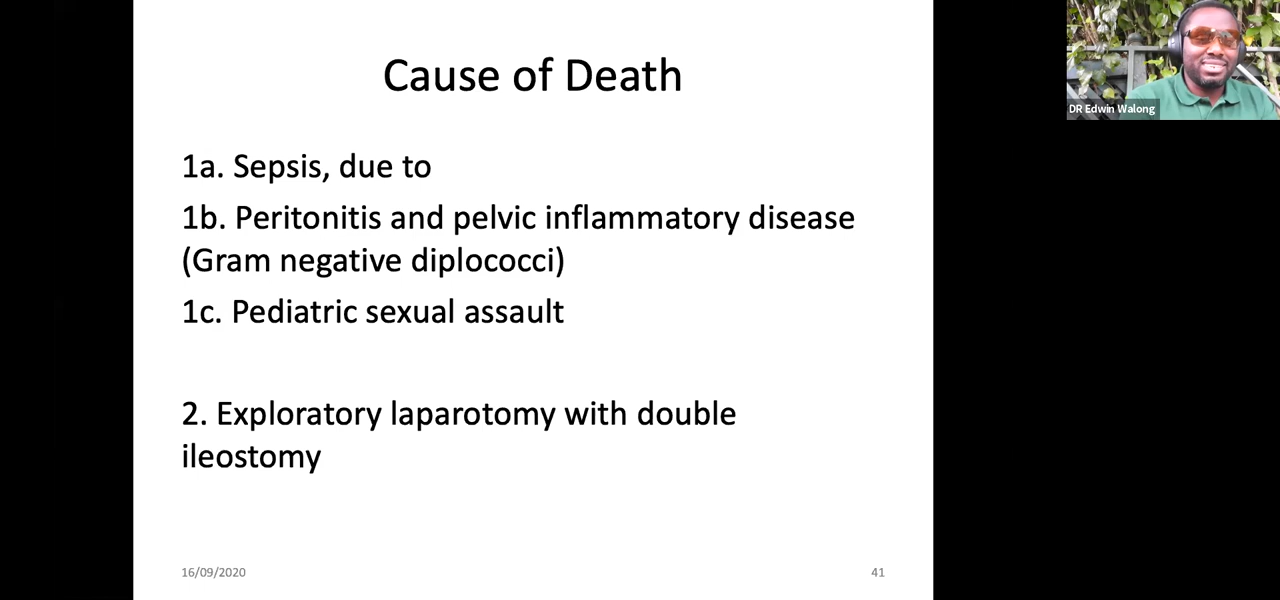 Cause of Death
DR Edwin Walong
1a. Sepsis, due to
1b. Peritonitis and pelvic inflammatory disease
(Gram negative diplococci)
1c. Pediatric sexual assault
2. Exploratory laparotomy with double
ileostomy
16/09/2020
41